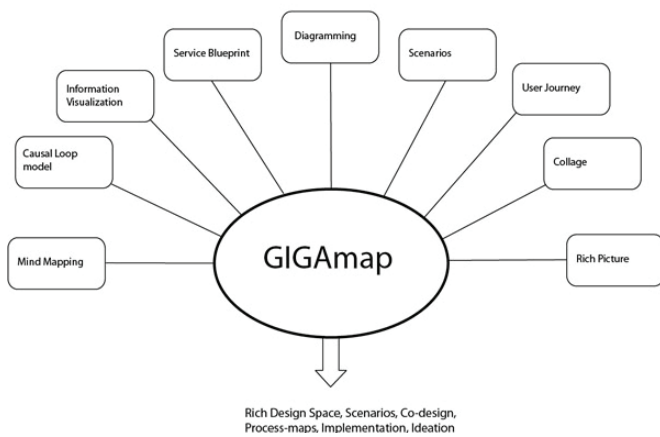 Diagramming
Service Blueprint
Scenarios
Information
Visualization
User Journey
Causal Loop
model
Collage
Mind Mapping
GIGAmap
Rich Picture
Rich Design Space, Scenarios, Co-design,
Process-maps, Implementation, Ideation